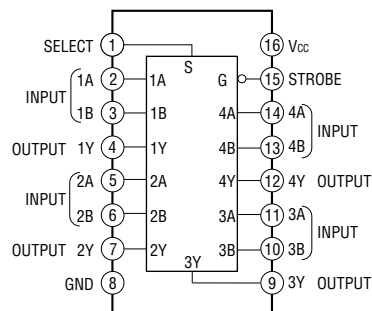 SELECT 1 S 16 Vcc
1A 2 1A G 15 STROBE
INPUT
1B 3 1B 4A 14 4A
INPUT
OUTPUT 1Y 4 1Y 4B 13 4B
2A 5 2A 4Y 12 4Y OUTPUT
INPUT
2B 6 2B 3A 11 3A
INPUT
OUTPUT 2Y 7 2Y 3B 10 3B
3Y
GND 8 9 3Y OUTPUT